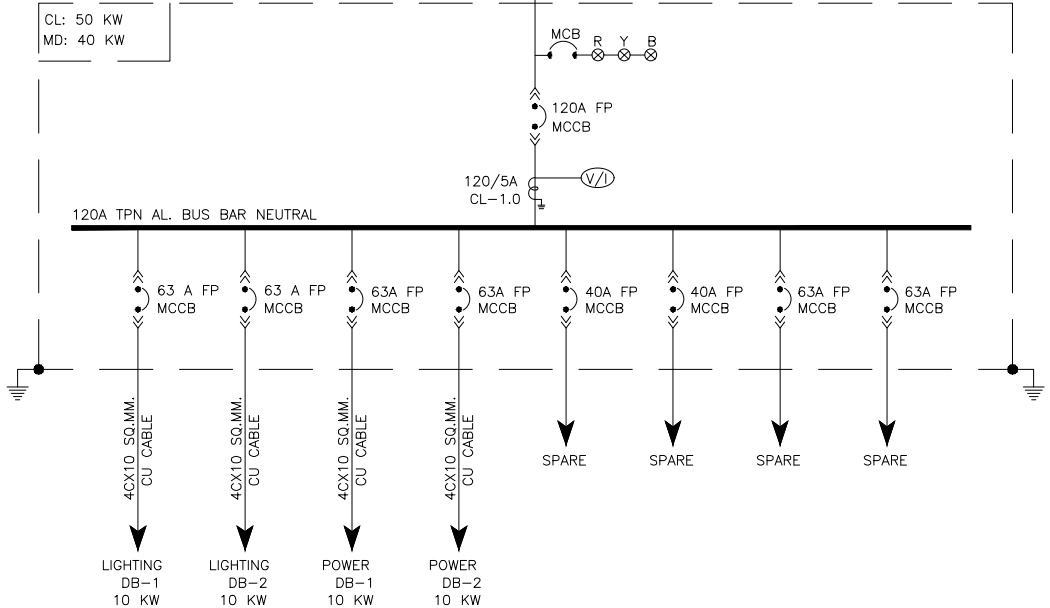 CL: 50 KW
MD: 40 KW
MCB
R Y B
120A FP
MCCB
120/5A
CL-1.0
V/I
120A TPN AL. BUS BAR NEUTRAL
63 A FP
MCCB
63 A FP
MCCB
63A FP
MCCB
63A FP
MCCB
40A FP
MCCB
40A FP
MCCB
63A FP
MCCB
63A FP
MCCB
4CX10 SQ.MM.
CU CABLE
4CX10 SQ.MM.
CU CABLE
4CX10 SQ.MM.
CU CABLE
4CX10 SQ.MM.
CU CABLE
SPARE
SPARE
SPARE
SPARE
LIGHTING
DB-1
10 KW
LIGHTING
DB-2
10 KW
POWER
DB-1
10 KW
POWER
DB-2
10 KW